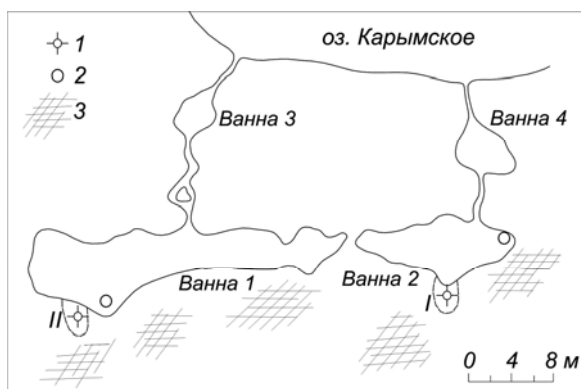 оз. Карымское
1
2
3
Ванна 3
Ванна 4
Ванна 1
Ванна 2
II
I
0 4 8 м